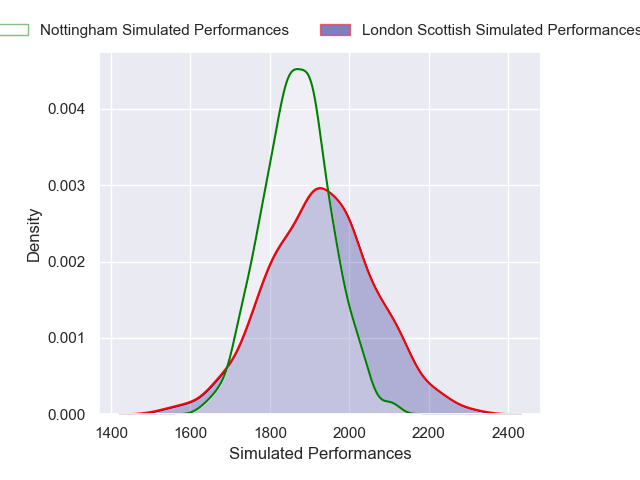 Nottingham Simulated Performances London Scottish Simulated Performances
0.004
0.003
0.002
0.001
0.000
Density
1400 1600 1800 2000 2200 2400
Simulated Performances